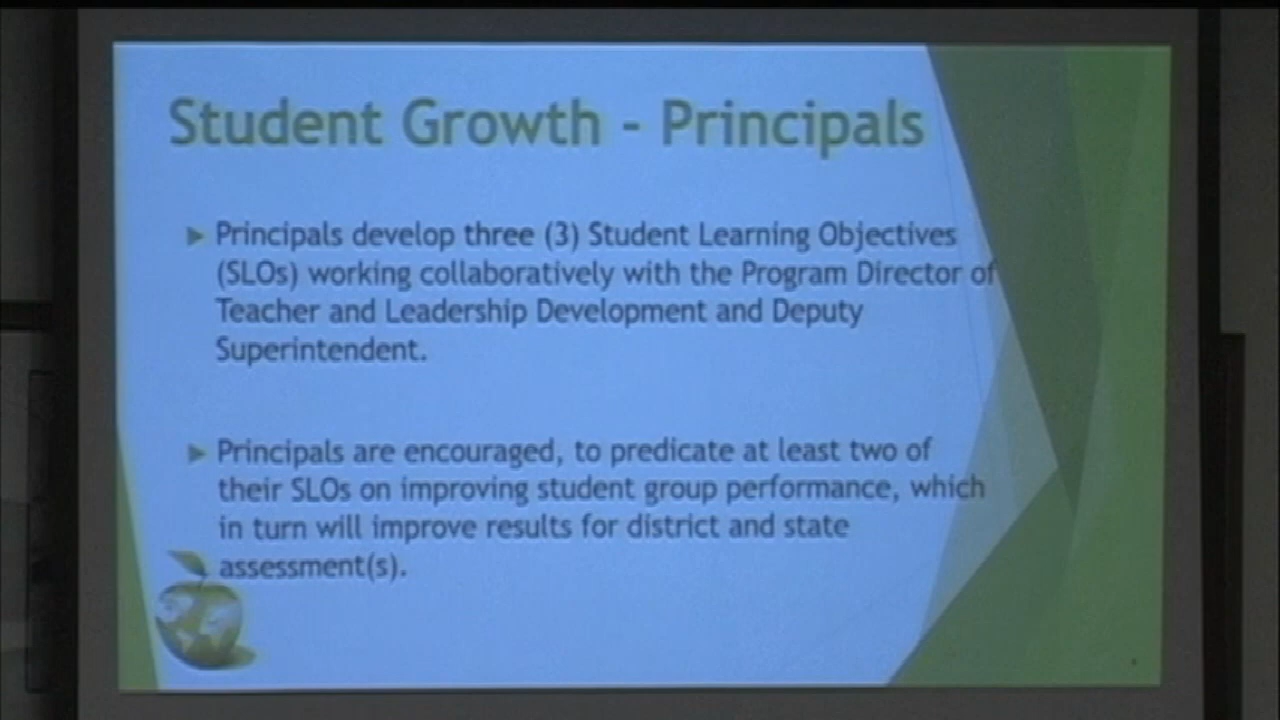 Student Growth - Principals
Principals develop three (3) Student Learning Objectives
(SLOs) working collaboratively with the Program Director of
Teacher and Leadership Development and Deputy
Superintendent.
Principals are encouraged, to predicate at least two of
their SLOs on improving student group performance, which
in turn will improve results for district and state
assessment(s).